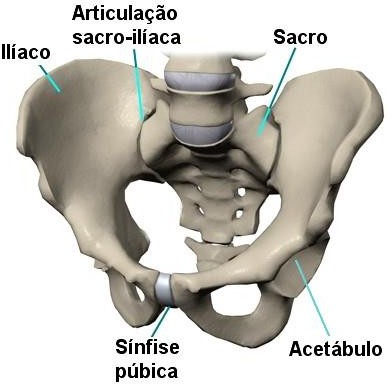 Articulação
sacro-ilíaca
Ilíaco
Sacro
Sínfise
púbica
Acetábulo